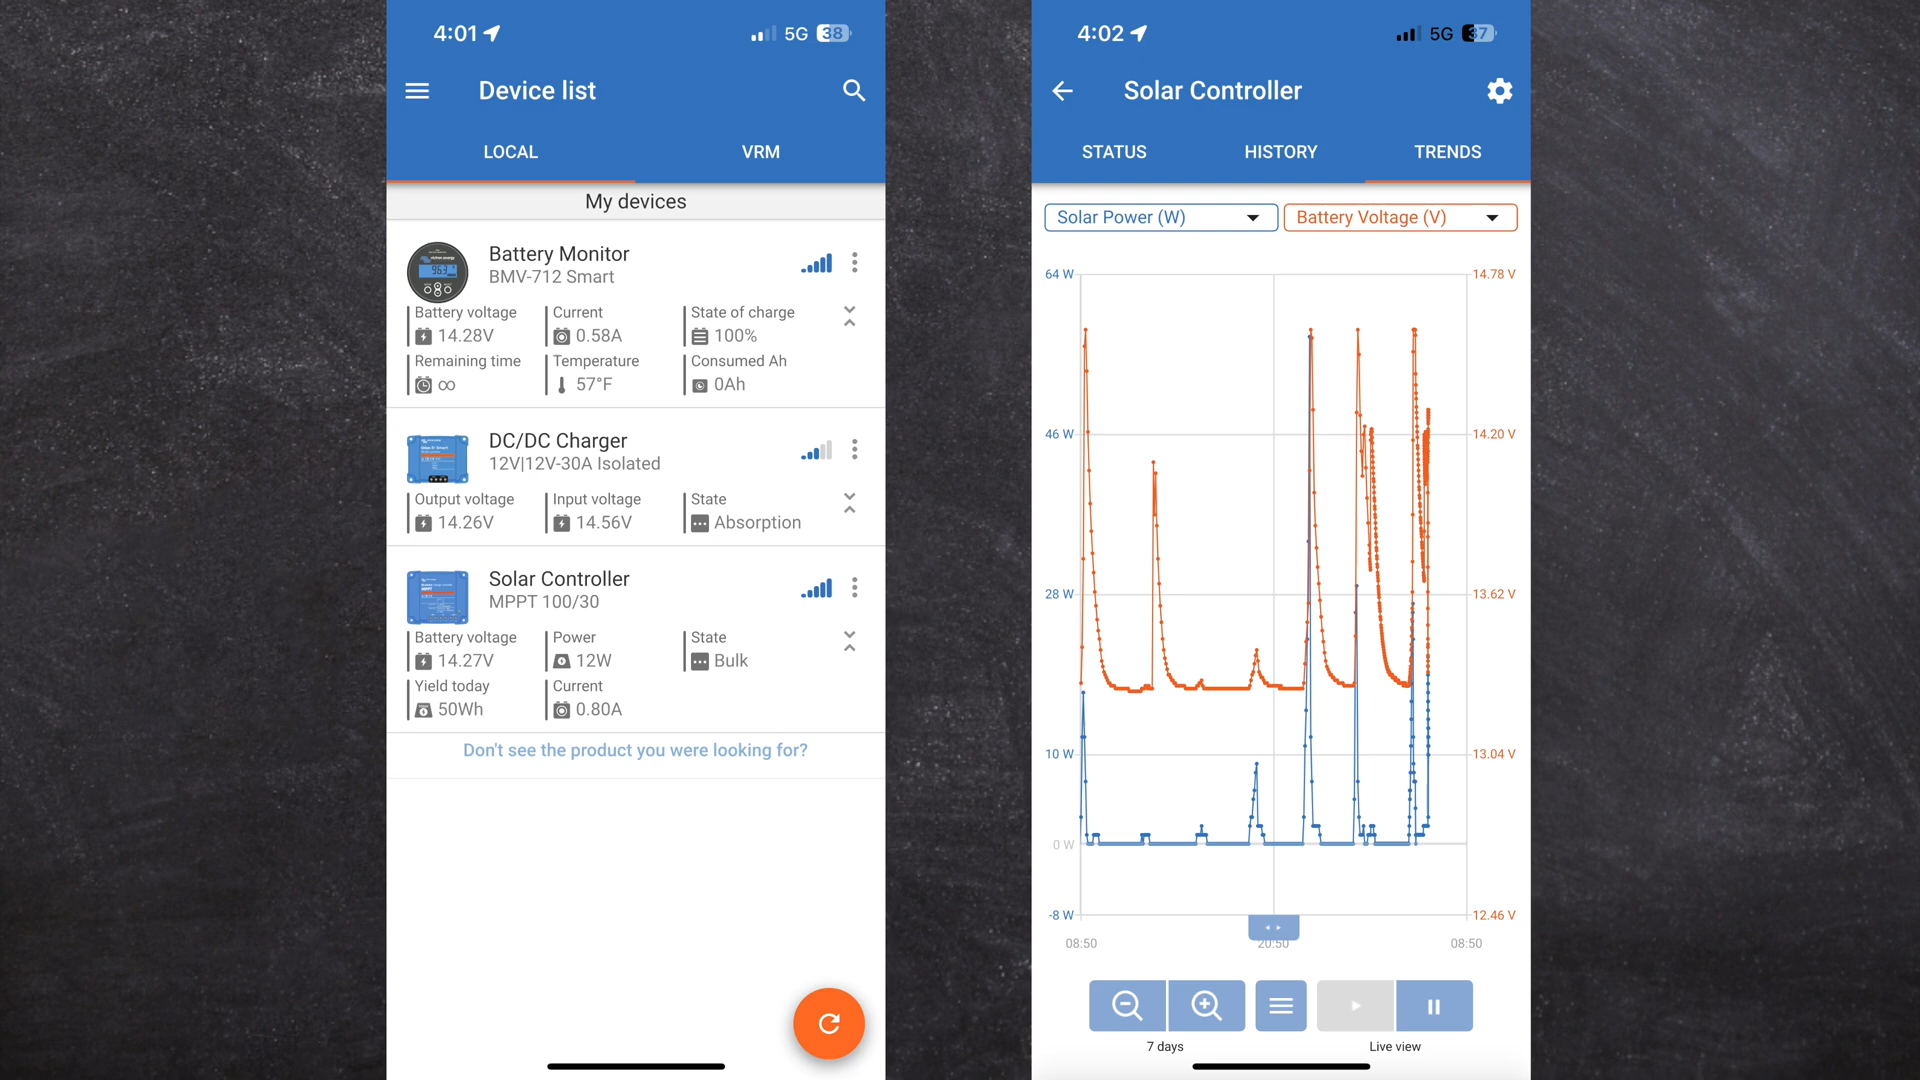 4:01
5G 38
Device list
LOCAL VRM
My devices
Battery Monitor
BMV-712 Smart
Battery voltage Current State of charge
14.28V 0.58A 100%
Remaining time Temperature Consumed Ah
∞ 57°F 0Ah
DC/DC Charger
12V|12V-30A Isolated
Output voltage Input voltage State
14.26V 14.56V Absorption
Solar Controller
MPPT 100/30
Battery voltage Power State
14.27V 12W Bulk
Yield today Current
50Wh 0.80A
Don't see the product you were looking for?
4:02
5G 37
Solar Controller
STATUS HISTORY TRENDS
Solar Power (W) Battery Voltage (V)
64 W 14.78 V
46 W 14.20 V
28 W 13.62 V
10 W 13.04 V
0 W
-8 W 12.46 V
08:50 20:50 08:50
7 days Live view